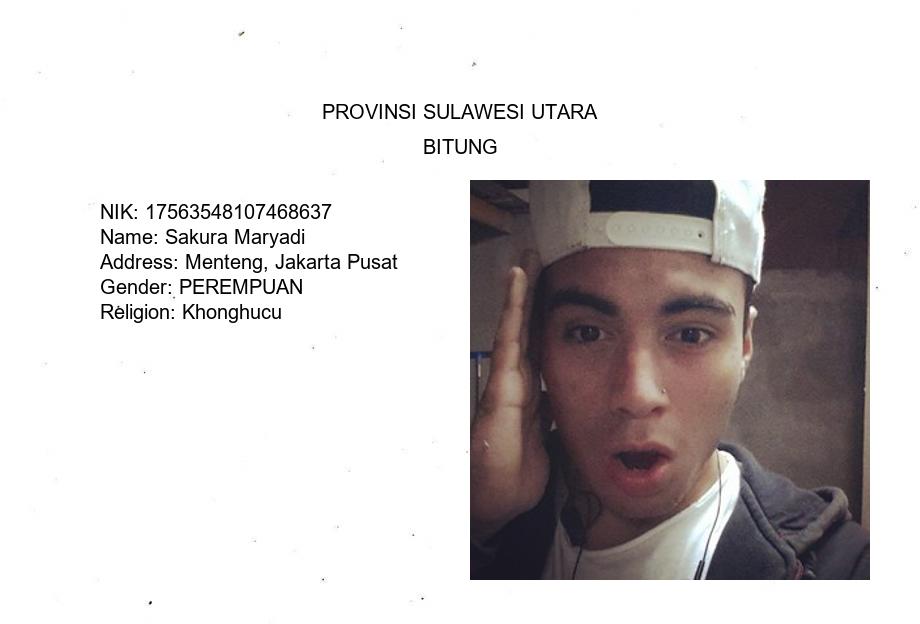 PROVINSI SULAWESI UTARA
BITUNG
NIK: 17563548107468637
Name: Sakura Maryadi
Address: Menteng, Jakarta Pusat
Gender: PEREMPUAN
Religion: Khonghucu